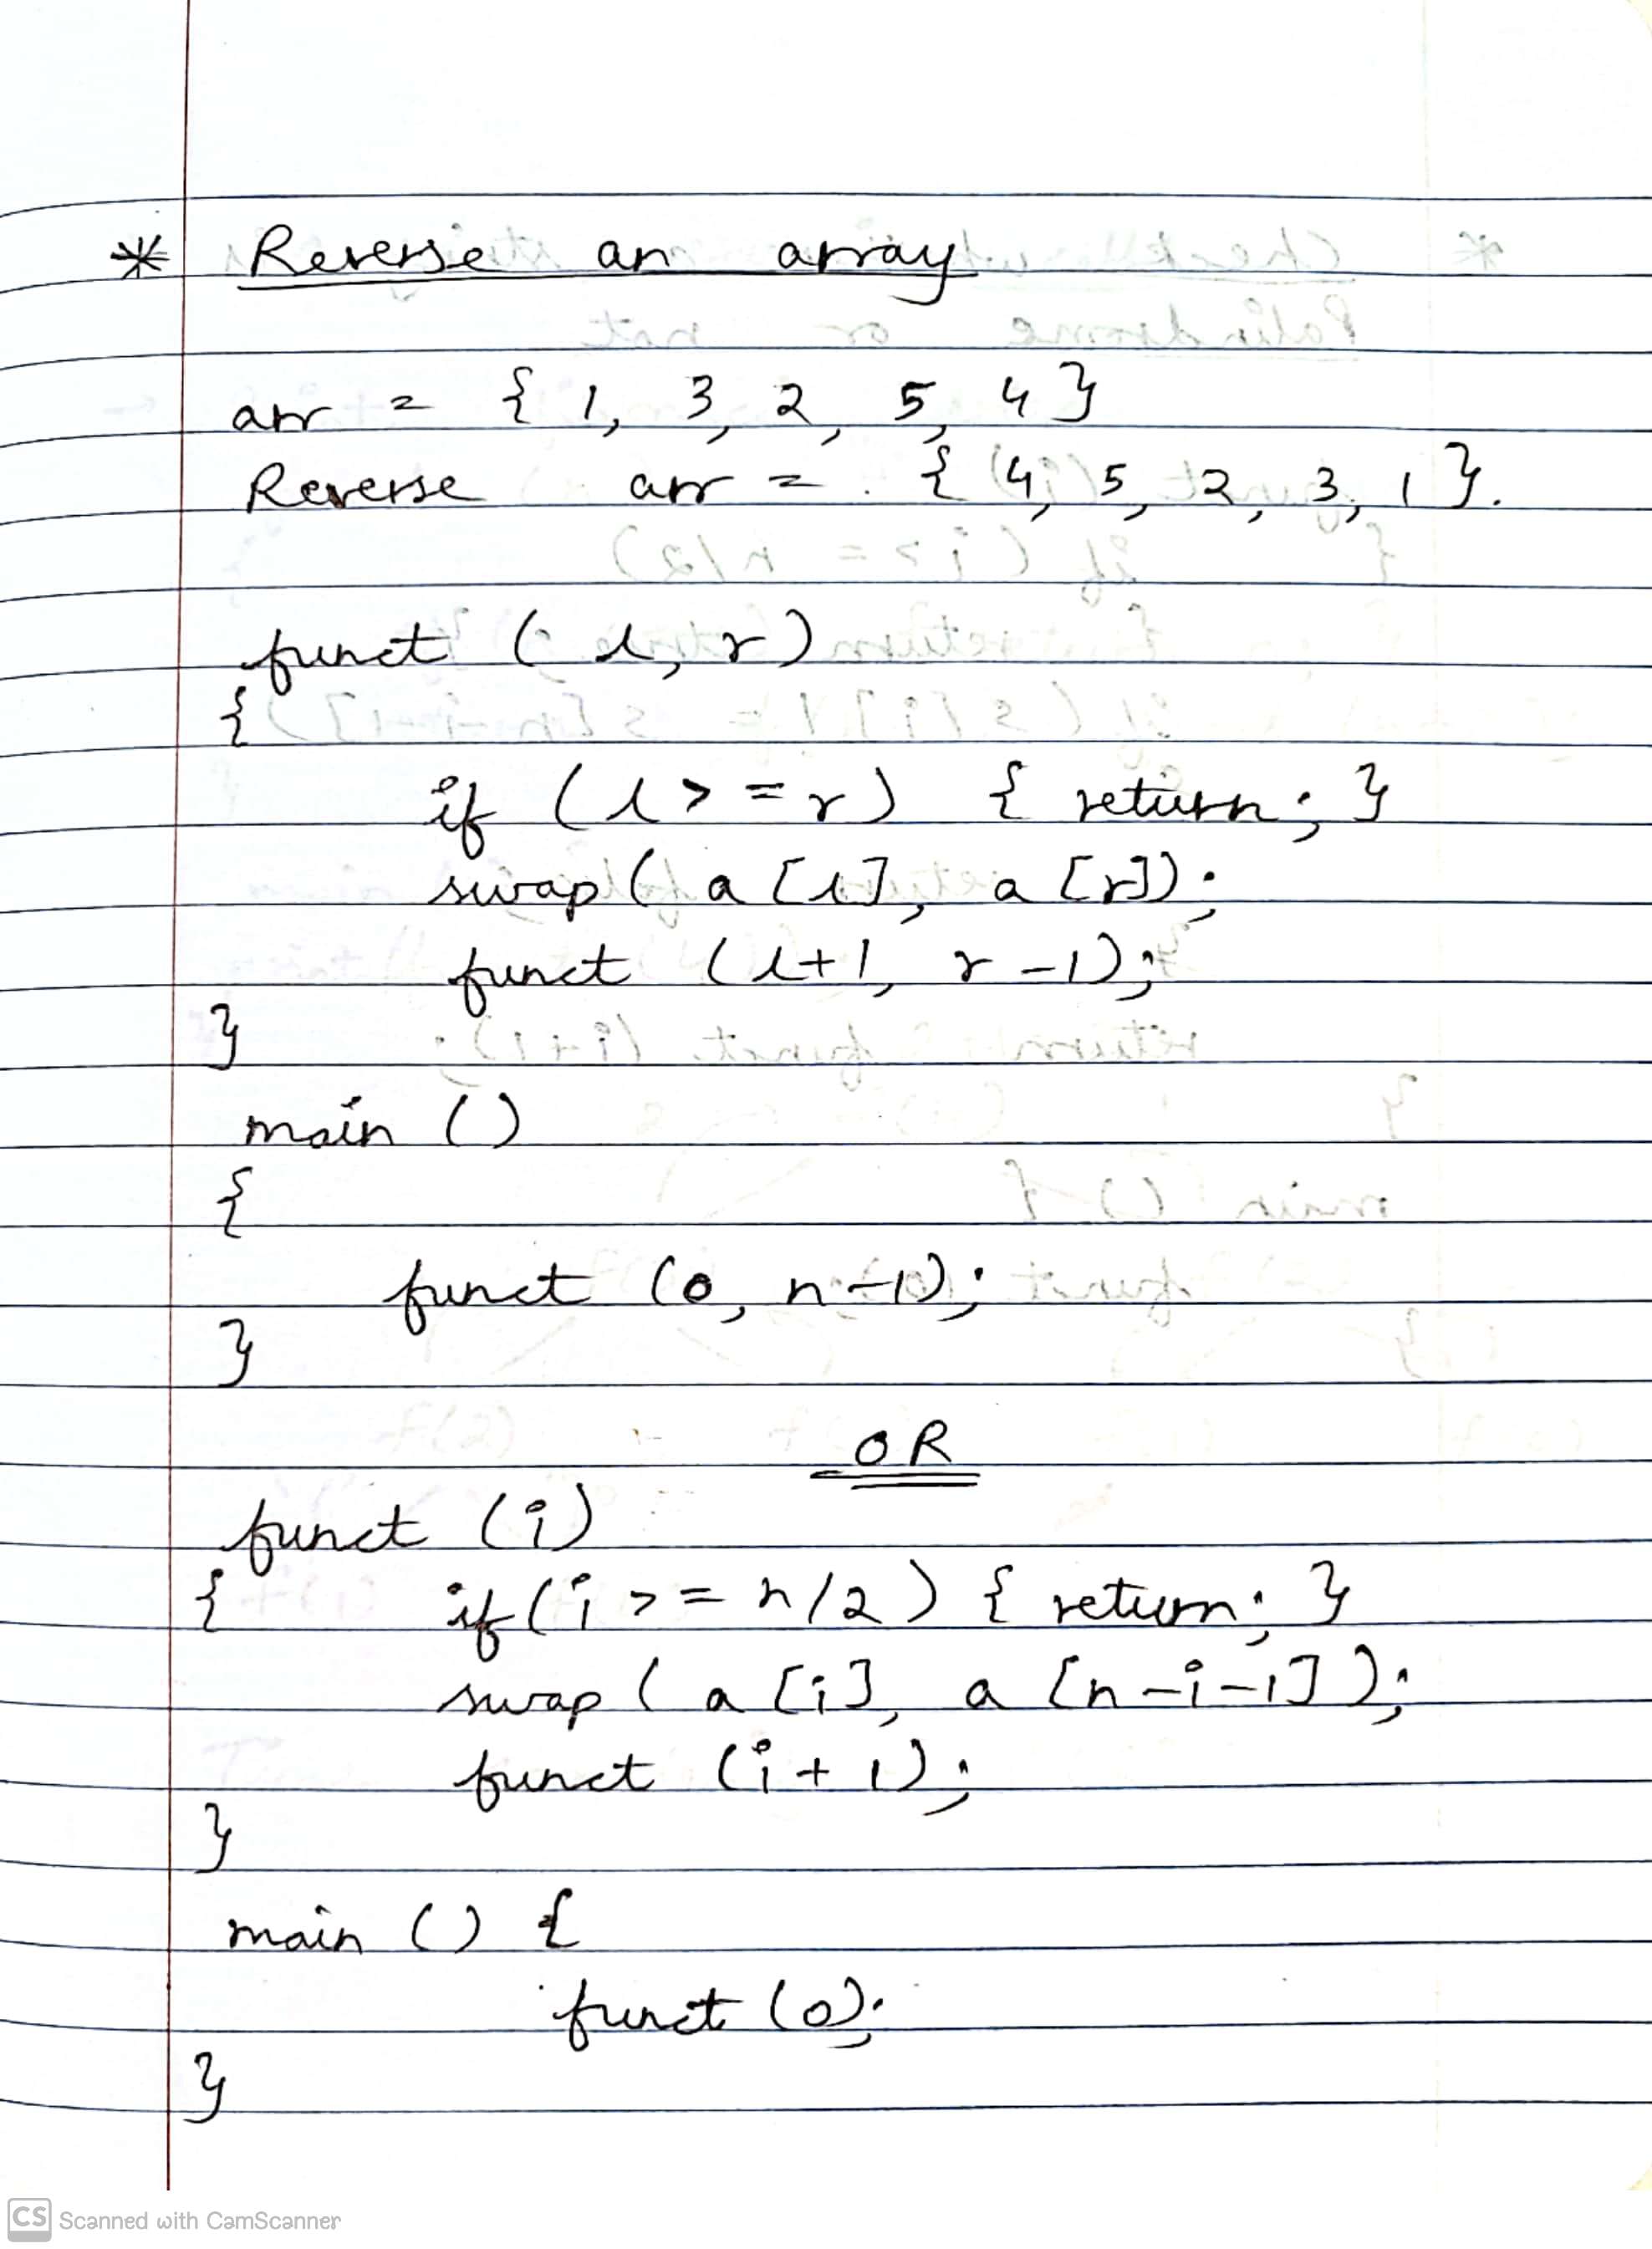 * Reverse an array
arr = { 1, 3, 2, 5, 4 }
Reverse arr = { 4, 5, 2, 3, 1 }.
funct ( l, r )
{
if ( l >= r ) { return ; }
swap ( a [l], a [r] );
funct ( l+1, r -1 );
}
main ()
{
funct (0, n-1);
}
OR
funct (i)
{ if ( i >= n/2 ) { return ; }
swap ( a [i], a [n-i-1] );
funct (i+1);
}
main () {
funct (0);
}
CS Scanned with CamScanner